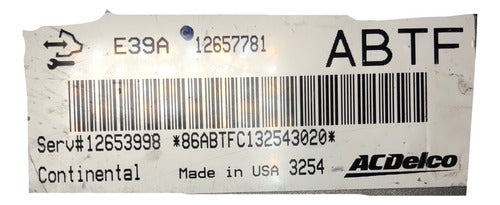 E39A 12657781 ABTF
Serv#12653998 *86ABTFC132543020*
Continental Made in USA 3254 ACDelco